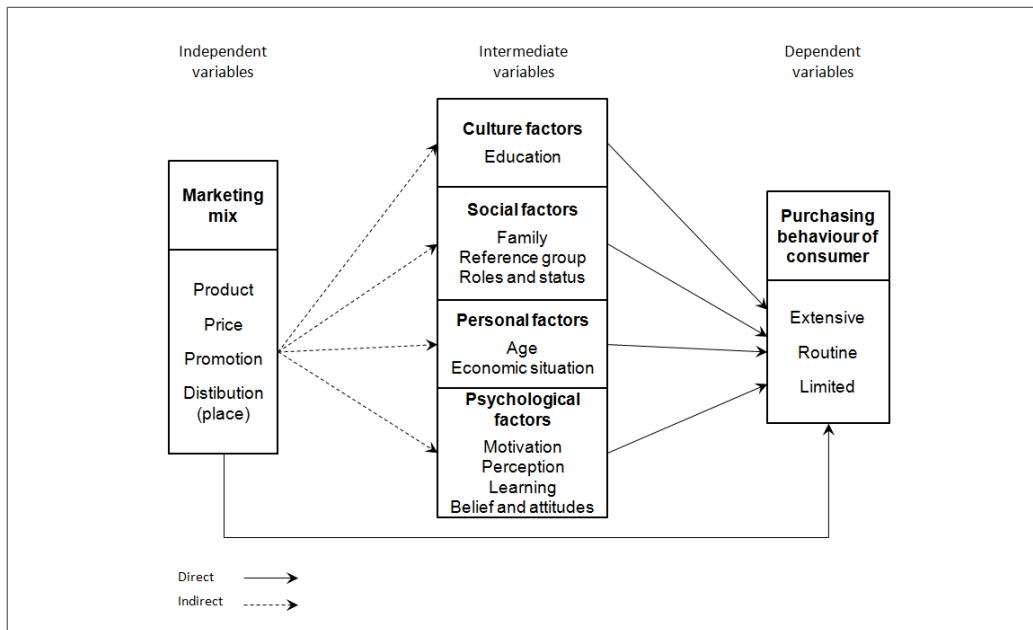 Independent
variables
Intermediate
variables
Dependent
variables
Marketing
mix
Product
Price
Promotion
Distibution
(place)
Culture factors
Education
Social factors
Family
Reference group
Roles and status
Personal factors
Age
Economic situation
Psychological
factors
Motivation
Perception
Learning
Belief and attitudes
Purchasing
behaviour of
consumer
Extensive
Routine
Limited
Direct
Indirect